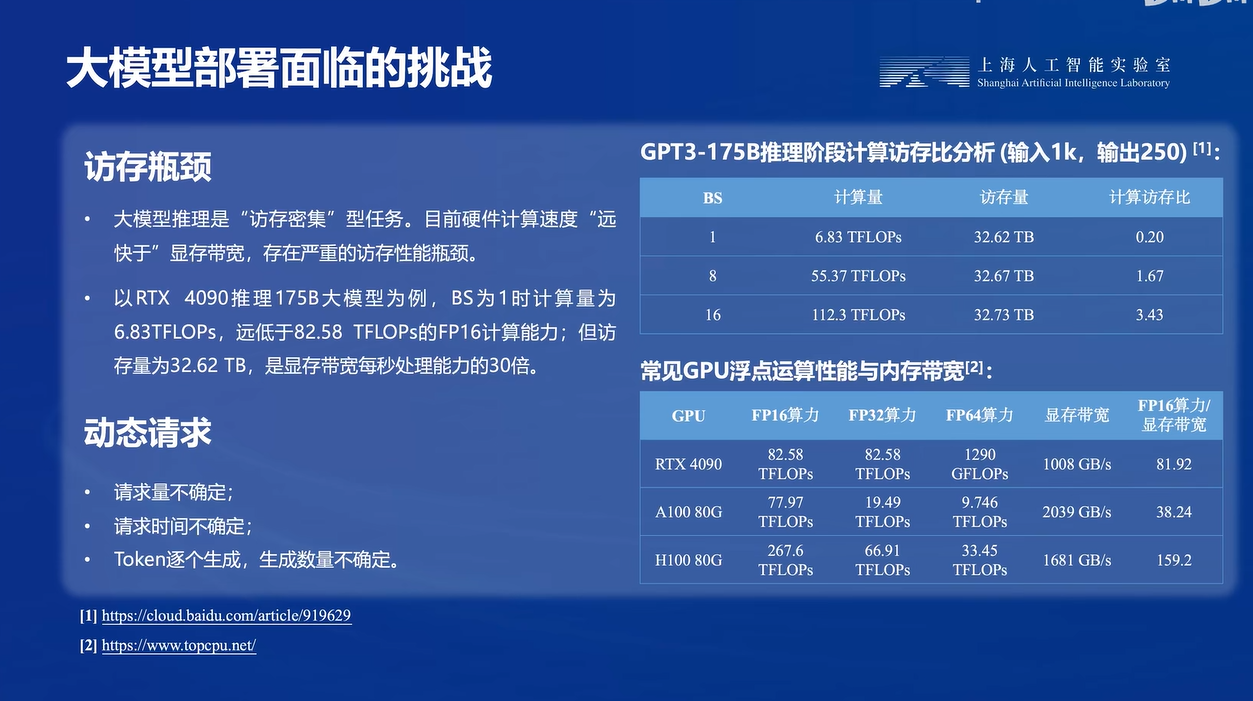 大模型部署面临的挑战
上海人工智能实验室
Shanghai Artificial Intelligence Laboratory
访存瓶颈
• 大模型推理是“访存密集”型任务。目前硬件计算速度“远
快于”显存带宽，存在严重的访存性能瓶颈。
• 以RTX 4090推理175B大模型为例，BS为1时计算量为
6.83TFLOPs，远低于82.58 TFLOPs的FP16计算能力；但访
存量为32.62 TB，是显存带宽每秒处理能力的30倍。
动态请求
• 请求量不确定；
• 请求时间不确定；
• Token逐个生成，生成数量不确定。
GPT3-175B推理阶段计算访存比分析 (输入1k，输出250) [1]：
BS 计算量 访存量 计算访存比
1 6.83 TFLOPs 32.62 TB 0.20
8 55.37 TFLOPs 32.67 TB 1.67
16 112.3 TFLOPs 32.73 TB 3.43
常见GPU浮点运算性能与内存带宽[2]：
GPU FP16算力 FP32算力 FP64算力 显存带宽 FP16算力/
显存带宽
RTX 4090 82.58 TFLOPs 82.58 TFLOPs 1290 GFLOPs 1008 GB/s 81.92
A100 80G 77.97 TFLOPs 19.49 TFLOPs 9.746 TFLOPs 2039 GB/s 38.24
H100 80G 267.6 TFLOPs 66.91 TFLOPs 33.45 TFLOPs 1681 GB/s 159.2
[1] https://cloud.baidu.com/article/919629
[2] https://www.topcpu.net/